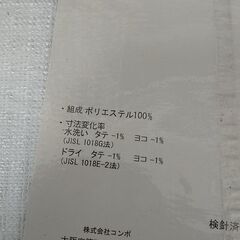 ・組成 ポリエステル100%
・寸法変化率
水洗い タテ -1% ヨコ -1%
(JISL 1018G法)
ドライ タテ -1% ヨコ -1%
(JISL 1018E-2法)
検針済
株式会社コンポ